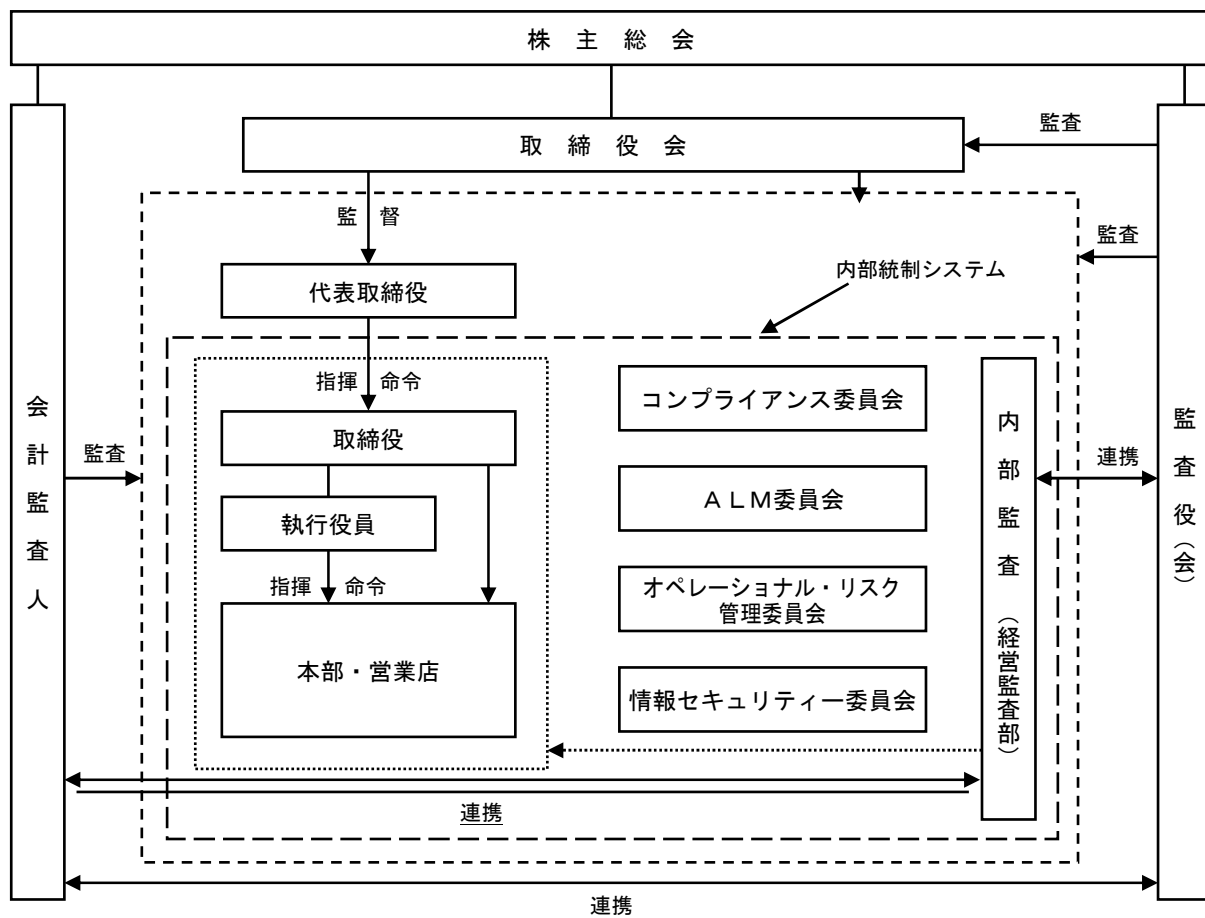 株主総会
取締役会
監査
監督
監査
代表取締役
内部統制システム
指揮命令
コンプライアンス委員会
取締役
監査
連携
ALM委員会
執行役員
指揮命令
オペレーショナル・リスク
管理委員会
本部・営業店
情報セキュリティー委員会
会計監査人
内部監査（経営監査部）
監査役（会）
連携
連携